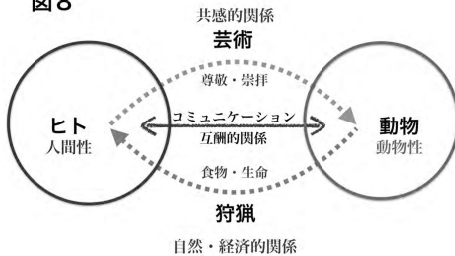 図8
共感的関係
芸術
尊敬・崇拝
コミュニケーション
ヒト
人間性
動物
動物性
互酬的関係
食物・生命
狩猟
自然・経済的関係